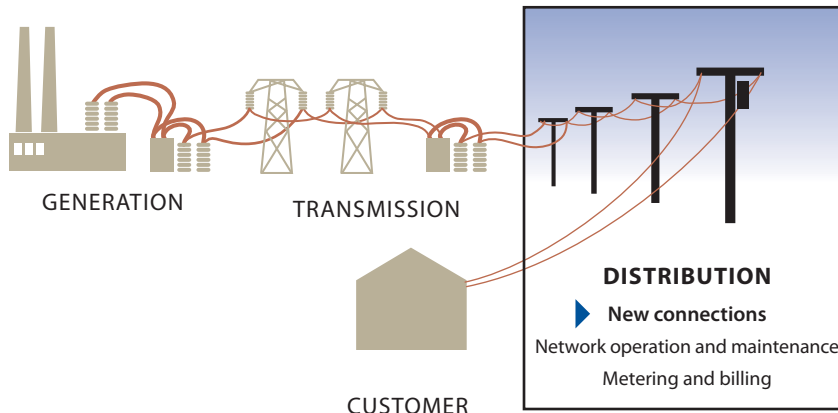 GENERATION
TRANSMISSION
DISTRIBUTION
New connections
Network operation and maintenance
Metering and billing
CUSTOMER